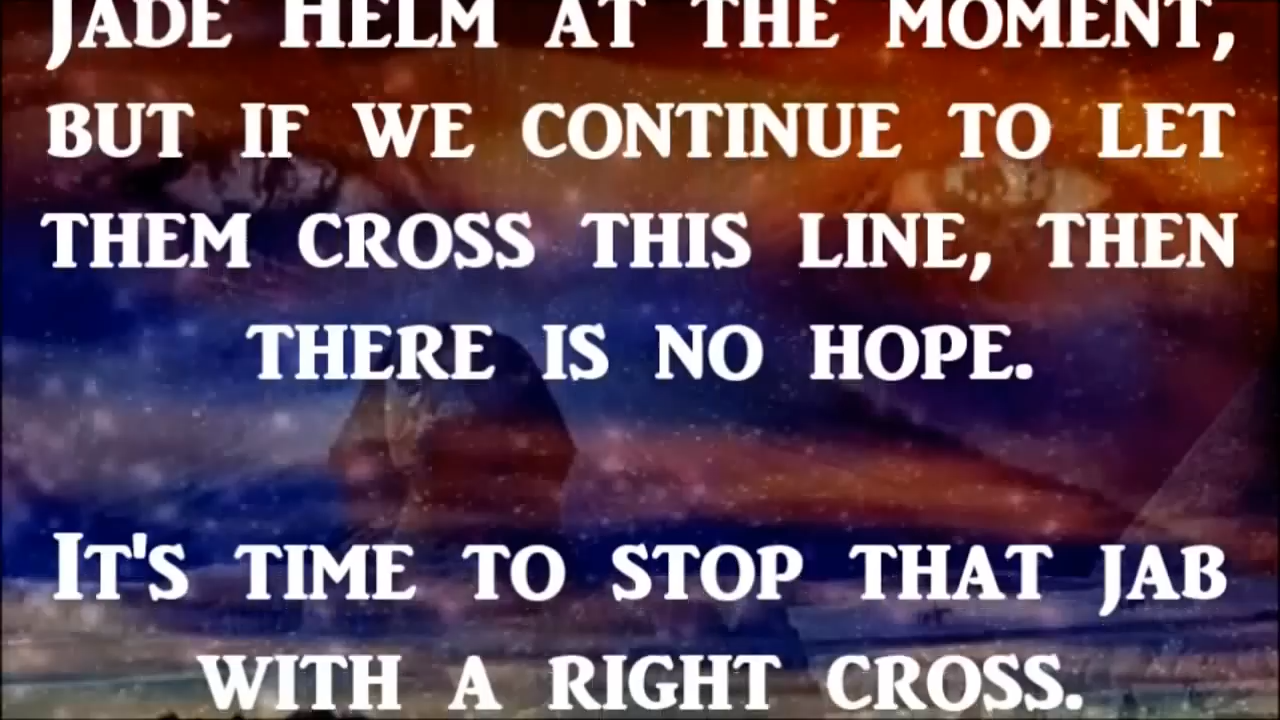 Jade Helm at the moment,
but if we continue to let
them cross this line, then
there is no hope.
It's time to stop that jab
with a right cross.